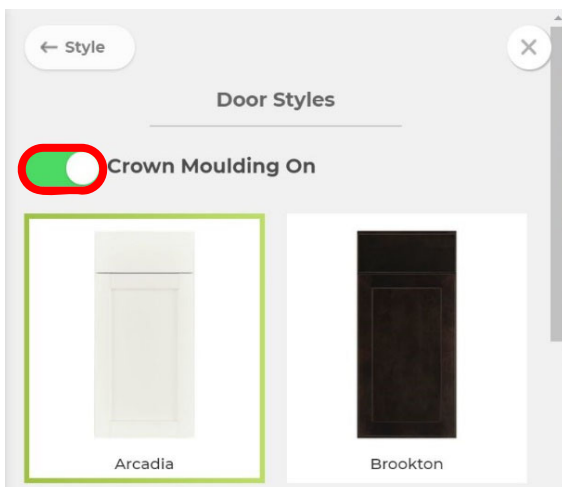 ← Style
Door Styles
Crown Moulding On
Arcadia
Brookton